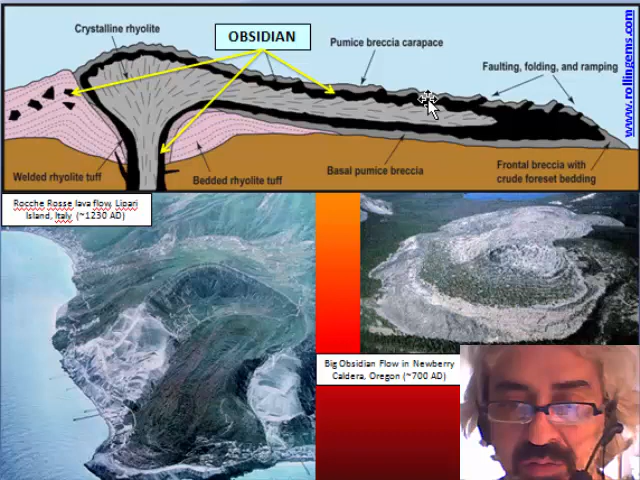 Crystalline rhyolite
OBSIDIAN
Pumice breccia carapace
Faulting, folding, and ramping
www.rollingems.com
Welded rhyolite tuff
Bedded rhyolite tuff
Basal pumice breccia
Frontal breccia with
crude foreset bedding
Rocche Rosse lava flow, Lipari
Island, Italy (~1230 AD)
Big Obsidian Flow in Newberry
Caldera, Oregon (~700 AD)